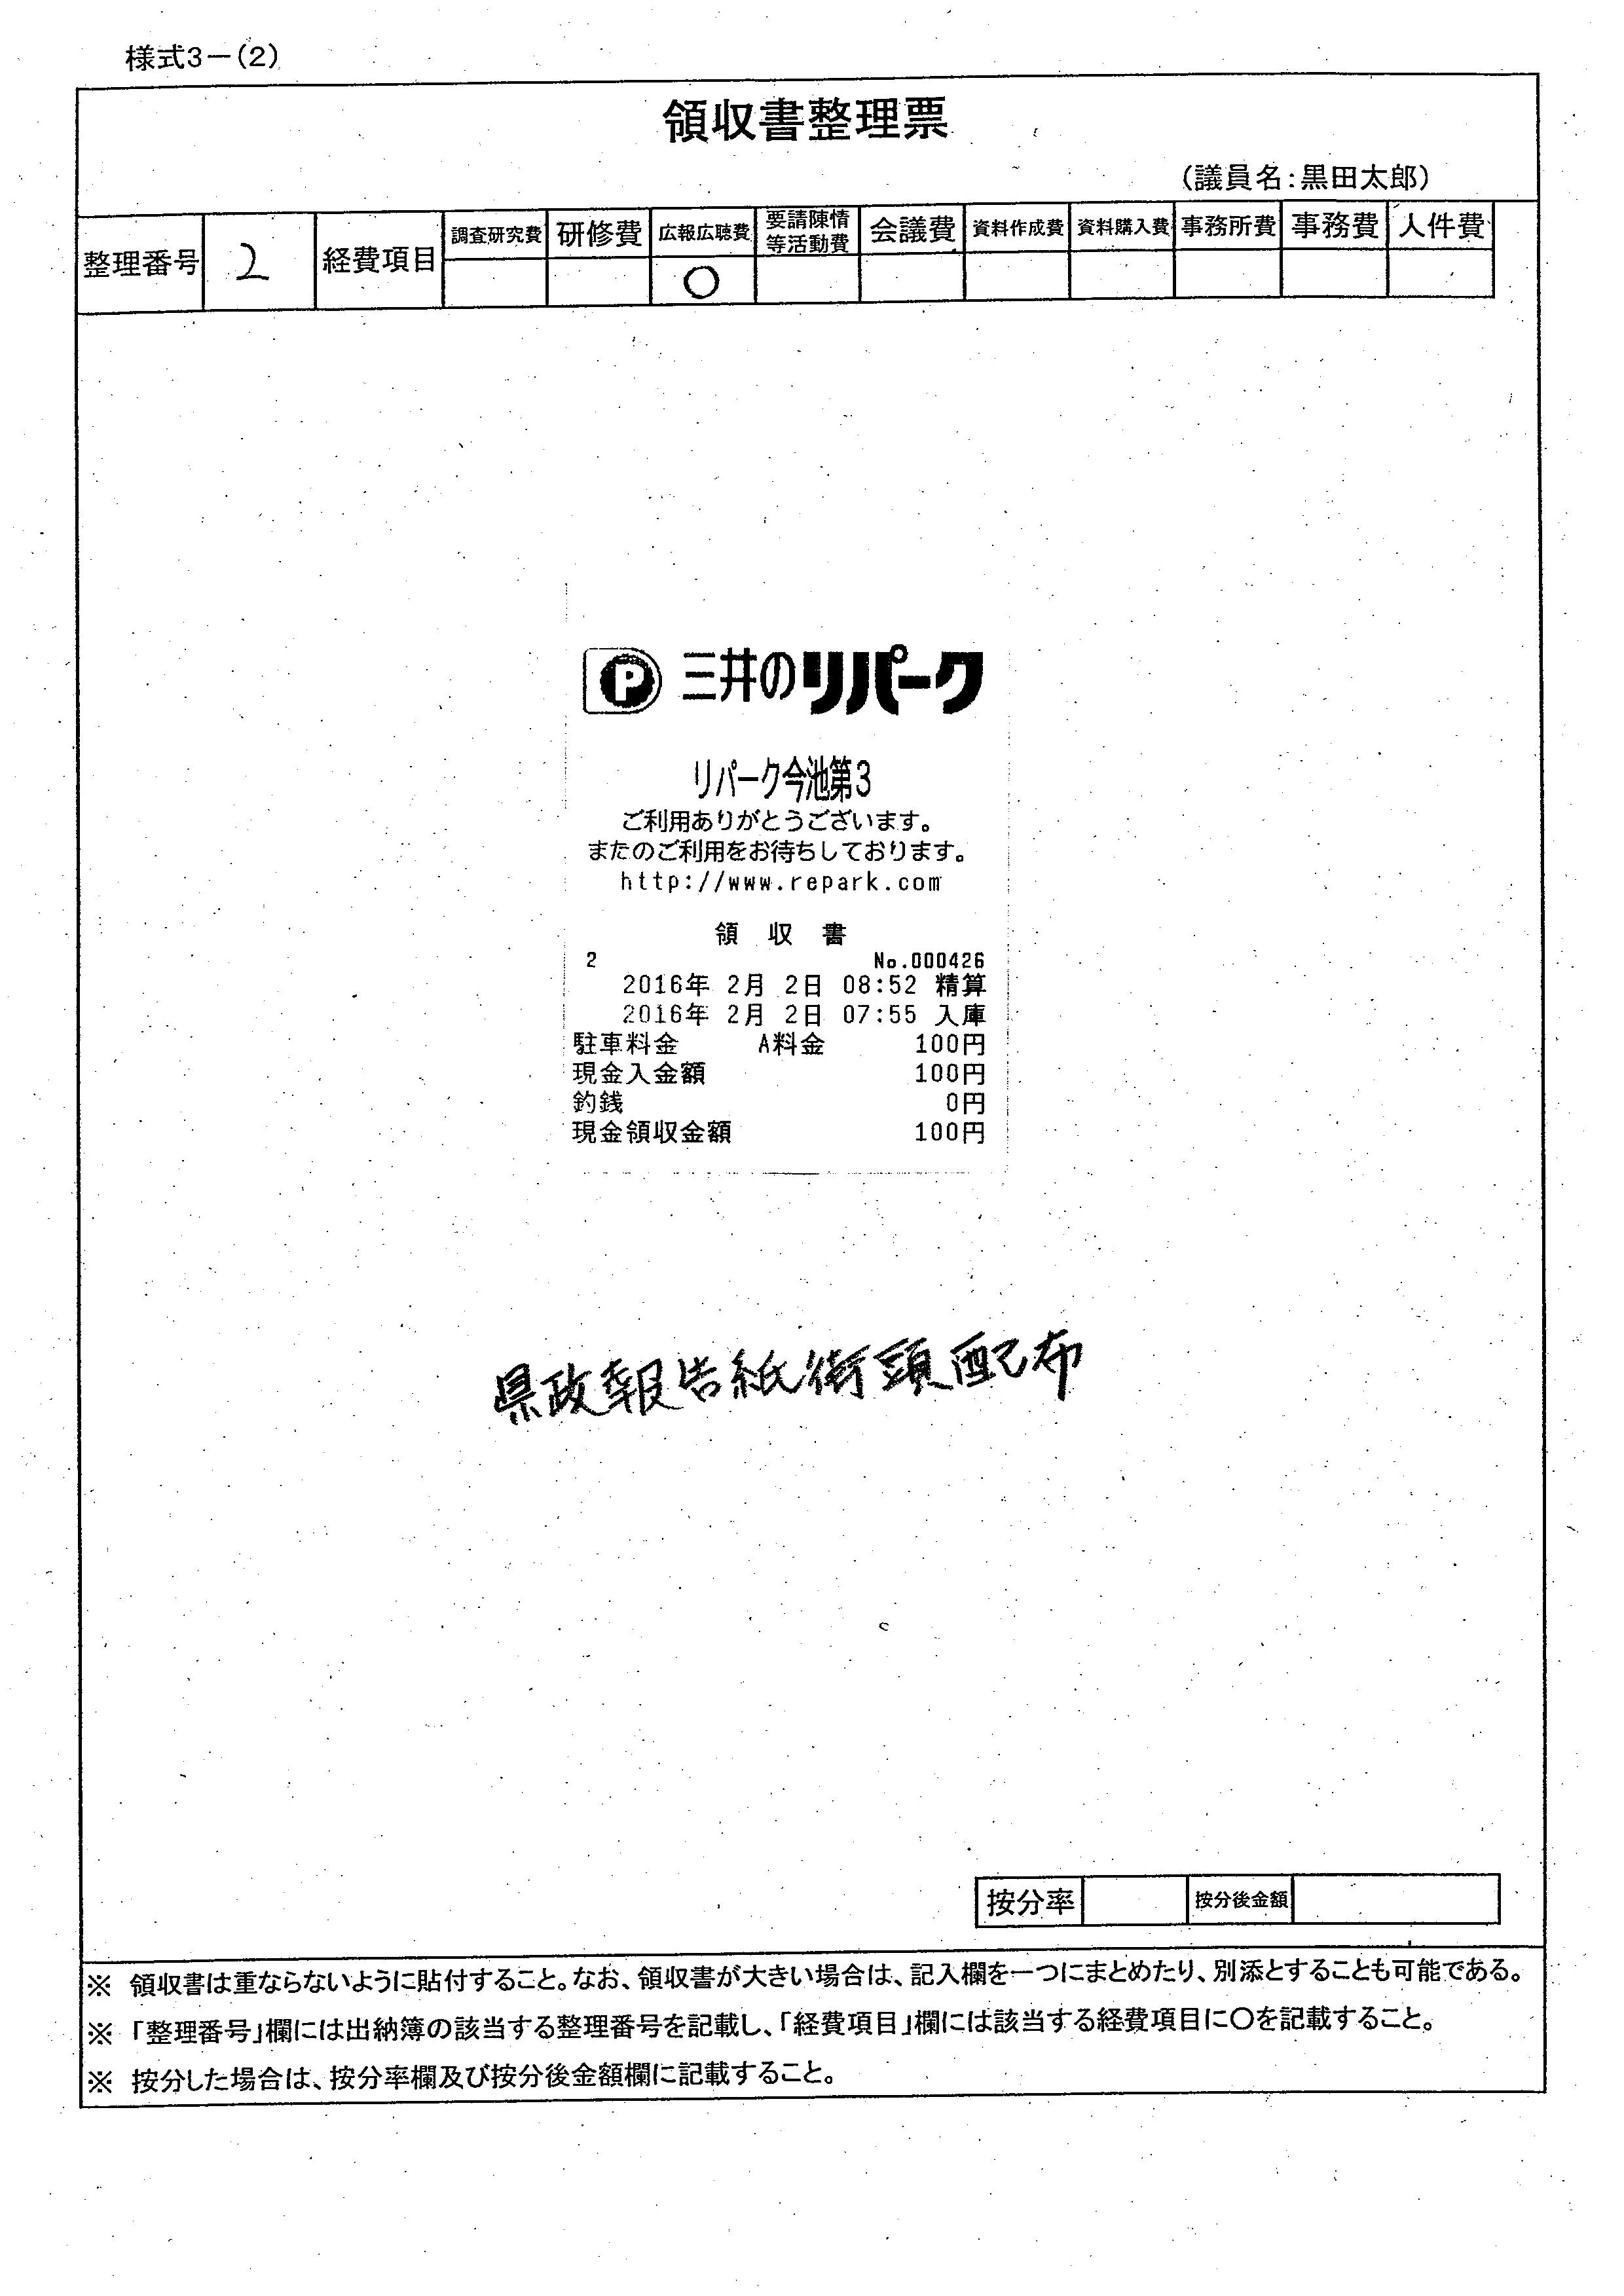 様式3－(2)
領収書整理票
(議員名:黒田太郎)
整理番号 2 経費項目 調査研究費 研修費 広報広聴費 要請陳情等活動費 会議費 資料作成費 資料購入費 事務所費 事務費 人件費
○
P 三井のリパーク
リパーク今池第3
ご利用ありがとうございます。
またのご利用をお待ちしております。
http://www.repark.com
領 収 書
2 No.000426
2016年 2月 2日 08:52 精算
2016年 2月 2日 07:55 入庫
駐車料金 A料金 100円
現金入金額 100円
釣銭 0円
現金領収金額 100円
県政報告紙街頭配布
按分率 按分後金額
※ 領収書は重ならないように貼付すること。なお、領収書が大きい場合は、記入欄を一つにまとめたり、別添とすることも可能である。
※ 「整理番号」欄には出納簿の該当する整理番号を記載し、「経費項目」欄には該当する経費項目に○を記載すること。
※ 按分した場合は、按分率欄及び按分後金額欄に記載すること。